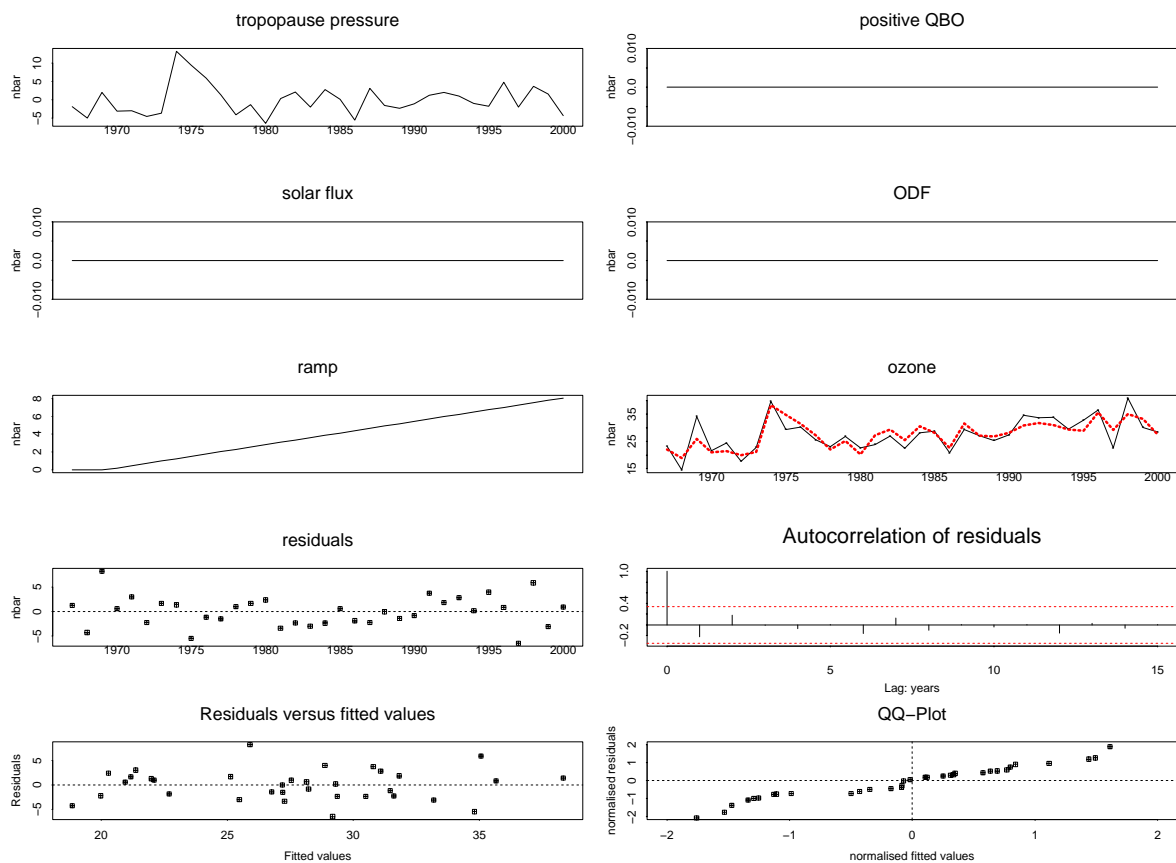 tropopause pressure
nbar
−5 0 5 10
1970 1975 1980 1985 1990 1995 2000
positive QBO
nbar
−0.010 0.0 0.010
solar flux
nbar
−0.010 0.0 0.010
ODF
nbar
−0.010 0.0 0.010
ramp
nbar
0 2 4 6 8
ozone
nbar
15 25 35
1970 1975 1980 1985 1990 1995 2000
residuals
nbar
−5 0 5
1970 1975 1980 1985 1990 1995 2000
Autocorrelation of residuals
−0.2 0.4 1.0
0 5 10 15
Lag: years
Residuals versus fitted values
Residuals
−5 0 5
20 25 30 35
Fitted values
QQ−Plot
normalised residuals
−2 −1 0 1 2
−2 −1 0 1 2
normalised fitted values